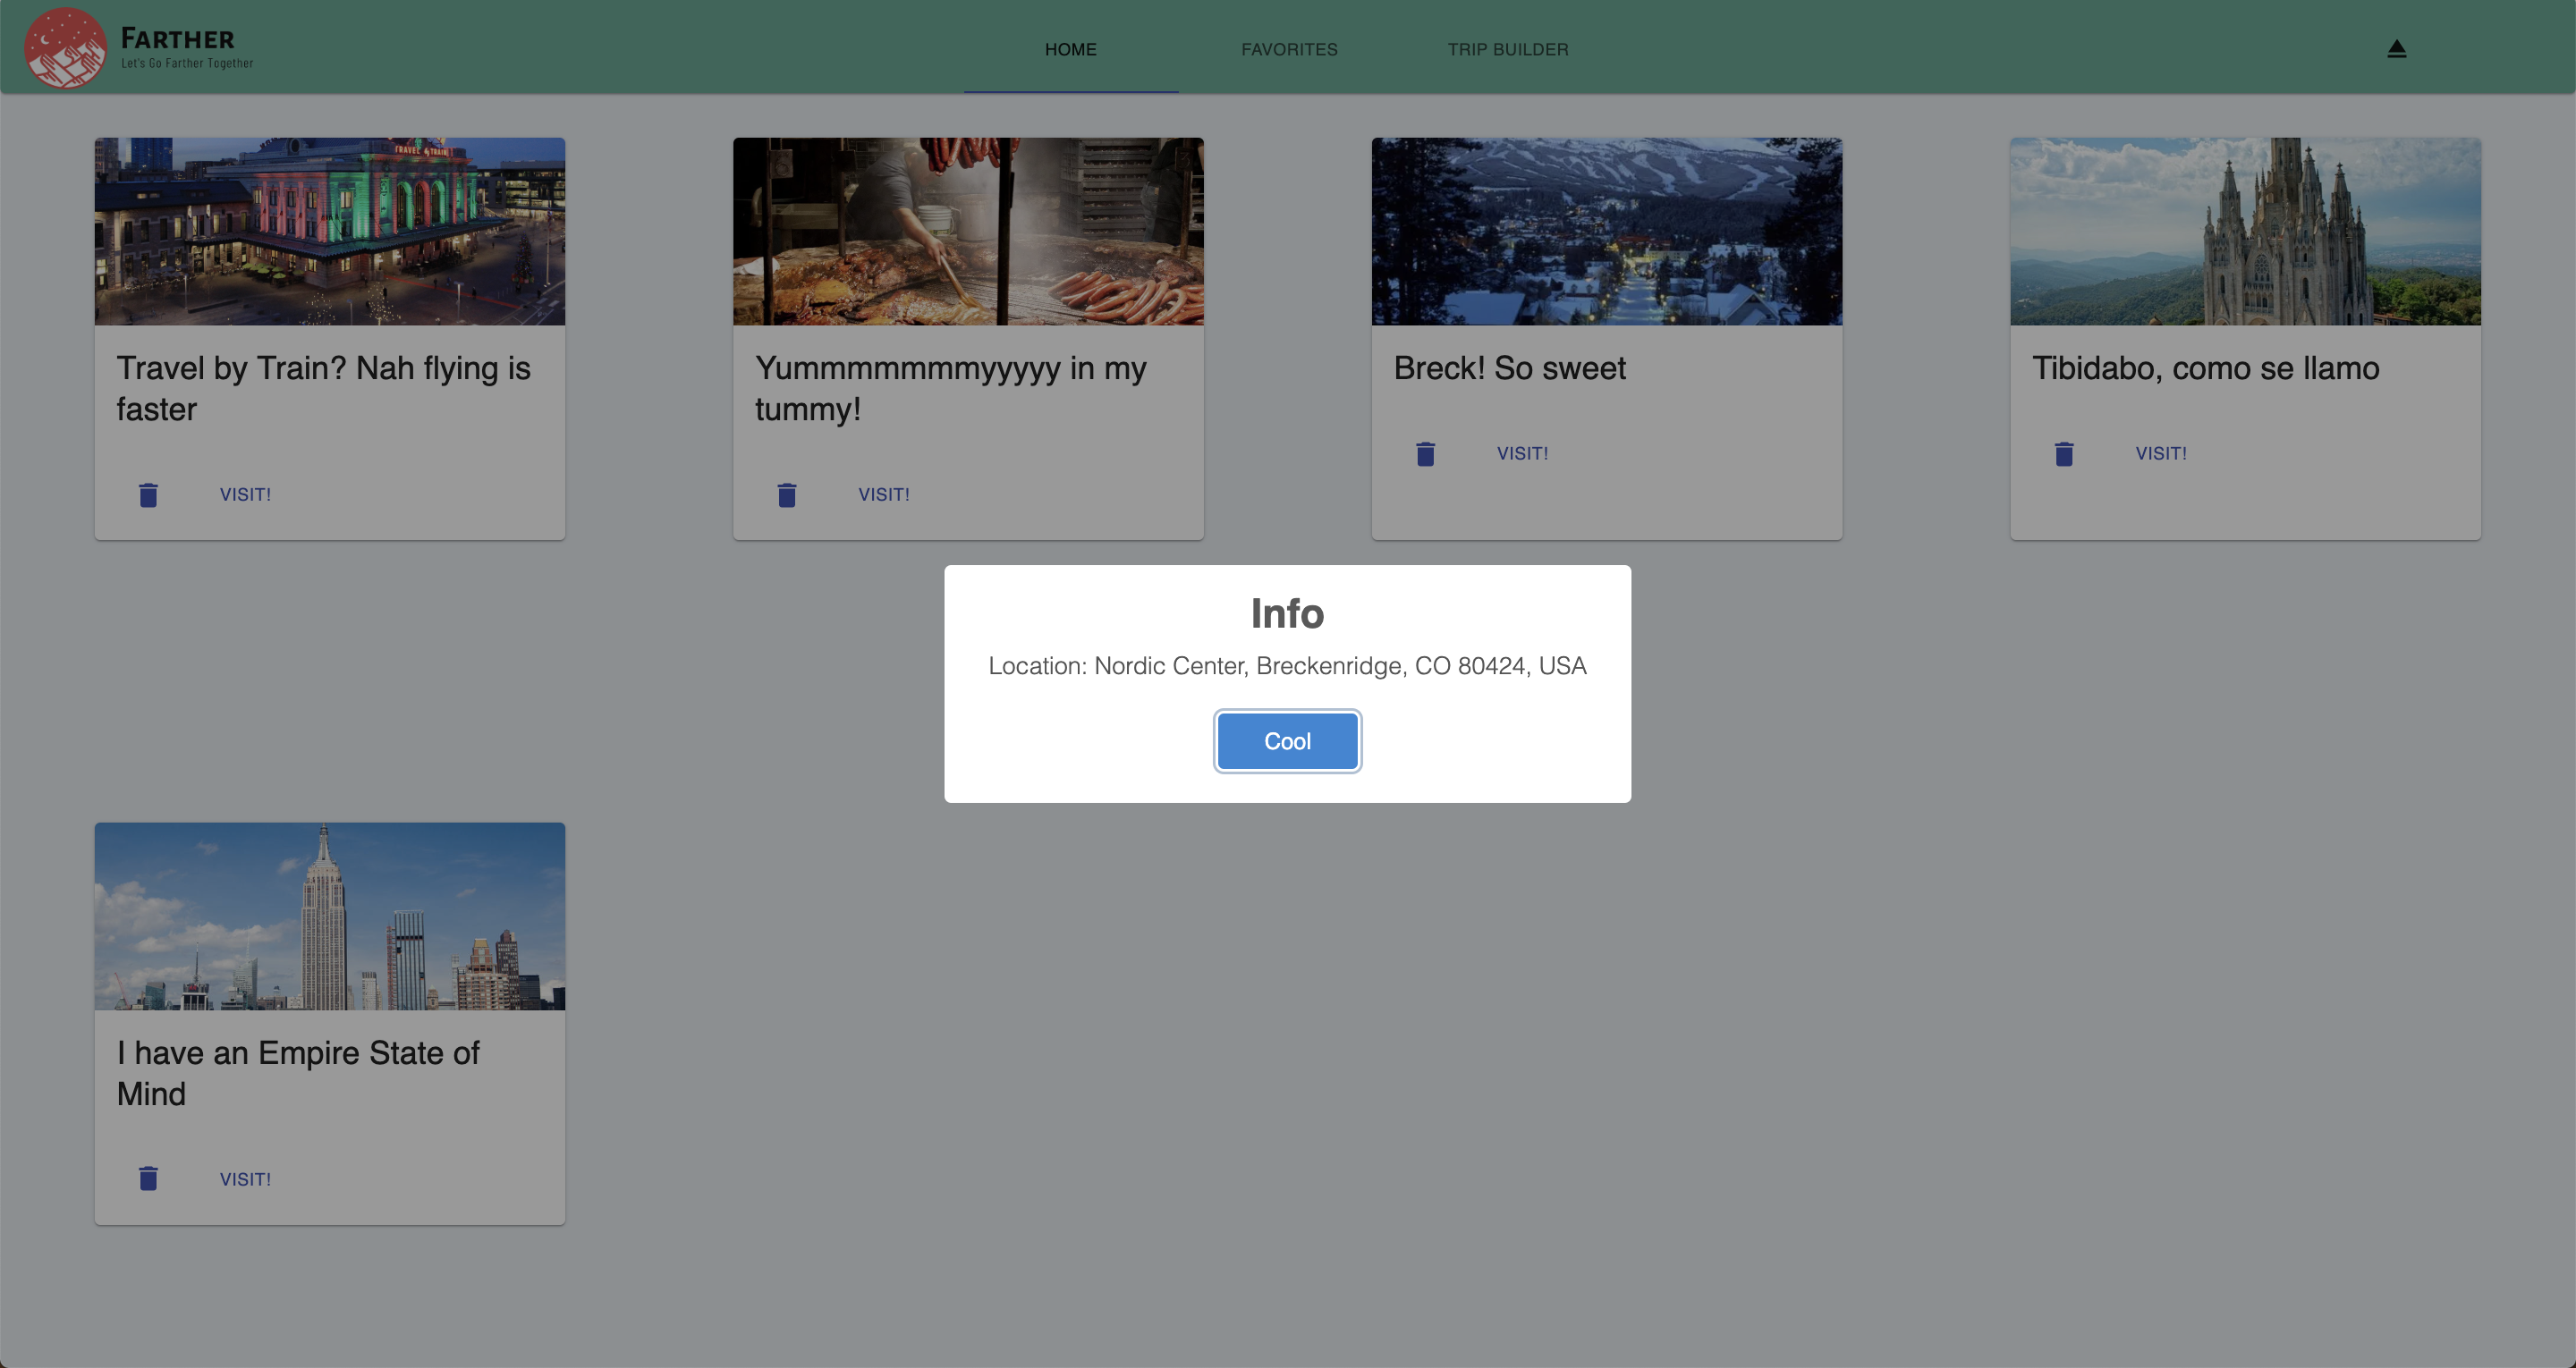 FARTHER
Let's Go Farther Together
HOME
FAVORITES
TRIP BUILDER
TRAVEL by TRAIN
Travel by Train? Nah flying is
faster
VISIT!
Yummmmmmmyyyyy in my
tummy!
VISIT!
Breck! So sweet
VISIT!
Tibidabo, como se llamo
VISIT!
Info
Location: Nordic Center, Breckenridge, CO 80424, USA
Cool
I have an Empire State of
Mind
VISIT!